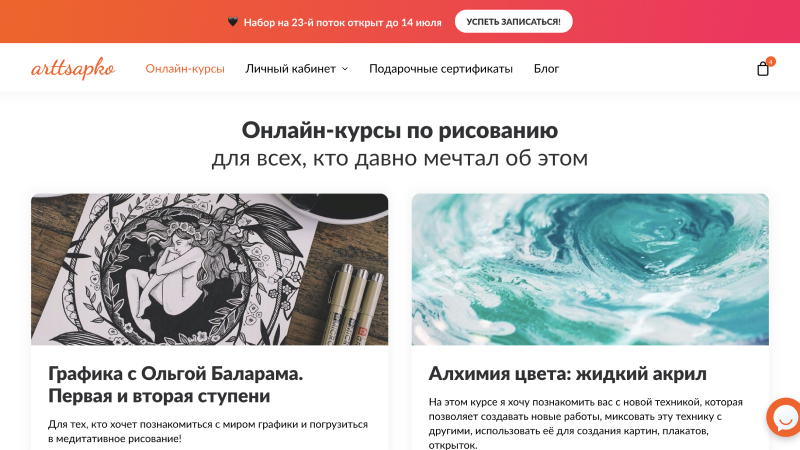 Набор на 23-й поток открыт до 14 июля
УСПЕТЬ ЗАПИСАТЬСЯ!
arttsapko
Онлайн-курсы
Личный кабинет
Подарочные сертификаты
Блог
Онлайн-курсы по рисованию
для всех, кто давно мечтал об этом
Графика с Ольгой Баларама.
Первая и вторая ступени
Для тех, кто хочет познакомиться с миром графики и погрузиться
в медитативное рисование!
Алхимия цвета: жидкий акрил
На этом курсе я хочу познакомить вас с новой техникой, которая
позволяет создавать новые работы, миксовать эту технику с
другими, использовать её для создания картин, плакатов,
открыток.